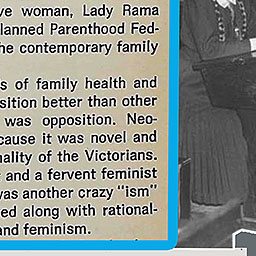 ve woman, Lady Rama
lanned Parenthood Fed-
he contemporary family
s of family health and
sition better than other
was opposition. Neo-
cause it was novel and
nality of the Victorians.
and a fervent feminist
was another crazy "ism"
ed along with rational-
and feminism.